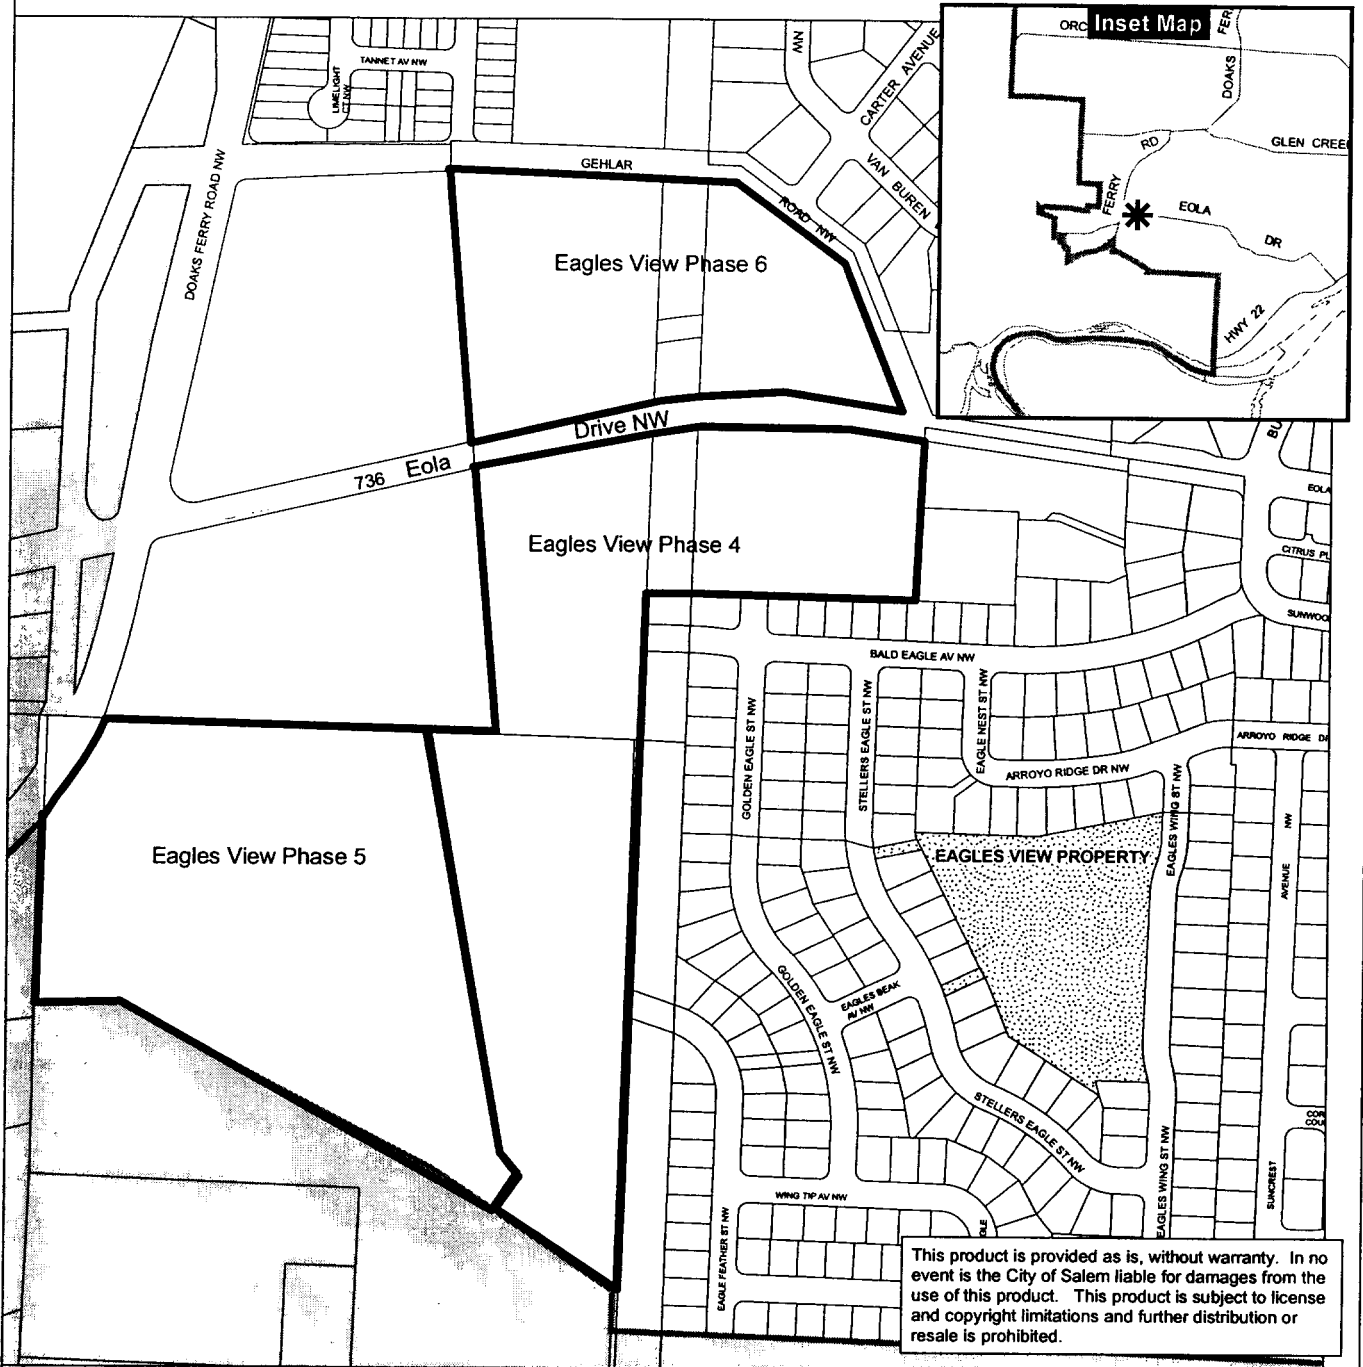 Inset Map
ORC
FER
DOAKS
GLEN CREE
RD
FERRY
EOLA
DR
HWY 22
TANNET AV NW
LIMELIGHT
CT NW
NW
CARTER AVENUE
VAN BUREN
GEHLAR
ROAD NW
DOAKS FERRY ROAD NW
Eagles View Phase 6
Drive NW
736 Eola
Eagles View Phase 4
BU
EOLA
CITRUS PL
SUNWOO
BALD EAGLE AV NW
GOLDEN EAGLE ST NW
STELLERS EAGLE ST NW
EAGLE NEST ST NW
ARROYO RIDGE DR NW
ARROYO RIDGE DR
EAGLES WING ST NW
NW
AVENUE
Eagles View Phase 5
EAGLES VIEW PROPERTY
GOLDEN EAGLE ST NW
EAGLES BEAK
AV NW
STELLERS EAGLE ST NW
EAGLES WING ST NW
COR
COU
SUNCREST
WING TIP AV NW
EAGLE FEATHER ST NW
GLE
This product is provided as is, without warranty. In no
event is the City of Salem liable for damages from the
use of this product. This product is subject to license
and copyright limitations and further distribution or
resale is prohibited.